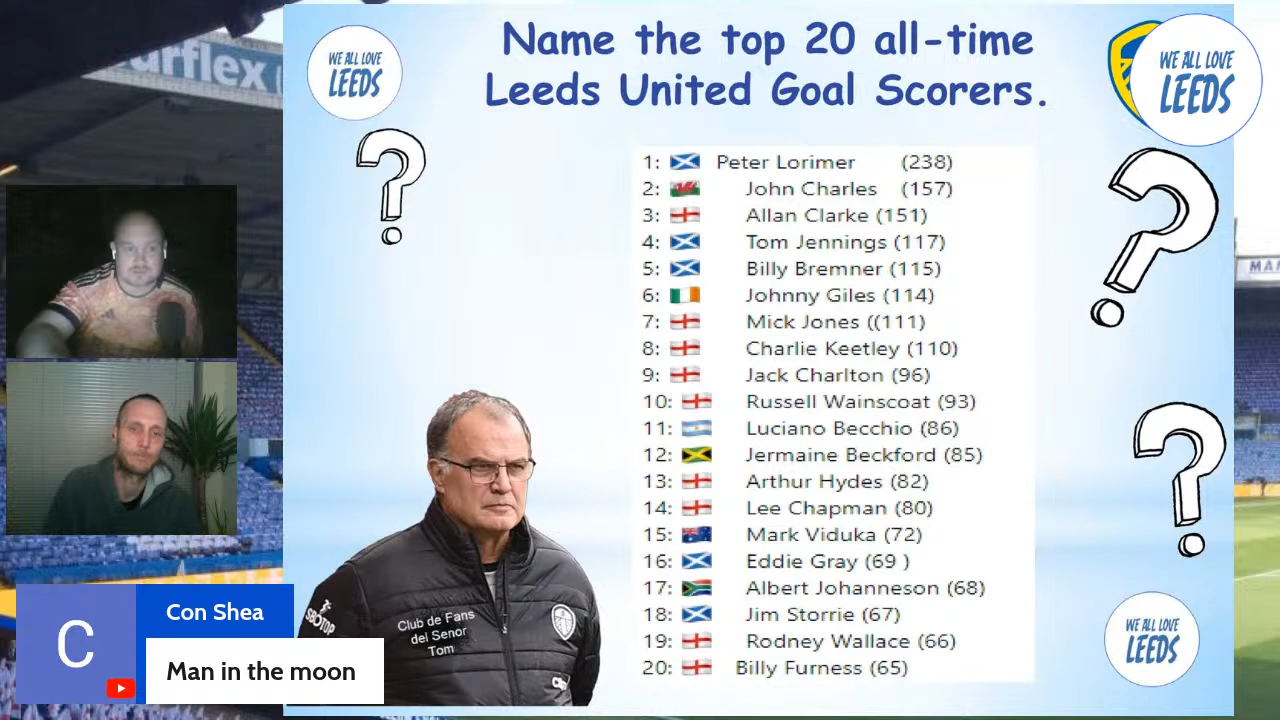 urflex
WE ALL LOVE
LEEDS
Name the top 20 all-time
Leeds United Goal Scorers.
WE ALL LOVE
LEEDS
1: Peter Lorimer (238)
2: John Charles (157)
3: Allan Clarke (151)
4: Tom Jennings (117)
5: Billy Bremner (115)
6: Johnny Giles (114)
7: Mick Jones ((111)
8: Charlie Keetley (110)
9: Jack Charlton (96)
10: Russell Wainscoat (93)
11: Luciano Becchio (86)
12: Jermaine Beckford (85)
13: Arthur Hydes (82)
14: Lee Chapman (80)
15: Mark Viduka (72)
16: Eddie Gray (69 )
17: Albert Johanneson (68)
18: Jim Storrie (67)
19: Rodney Wallace (66)
20: Billy Furness (65)
MAN
SBOTOP
Club de Fans
del Senor
Tom
WE ALL LOVE
LEEDS
C
Con Shea
Man in the moon